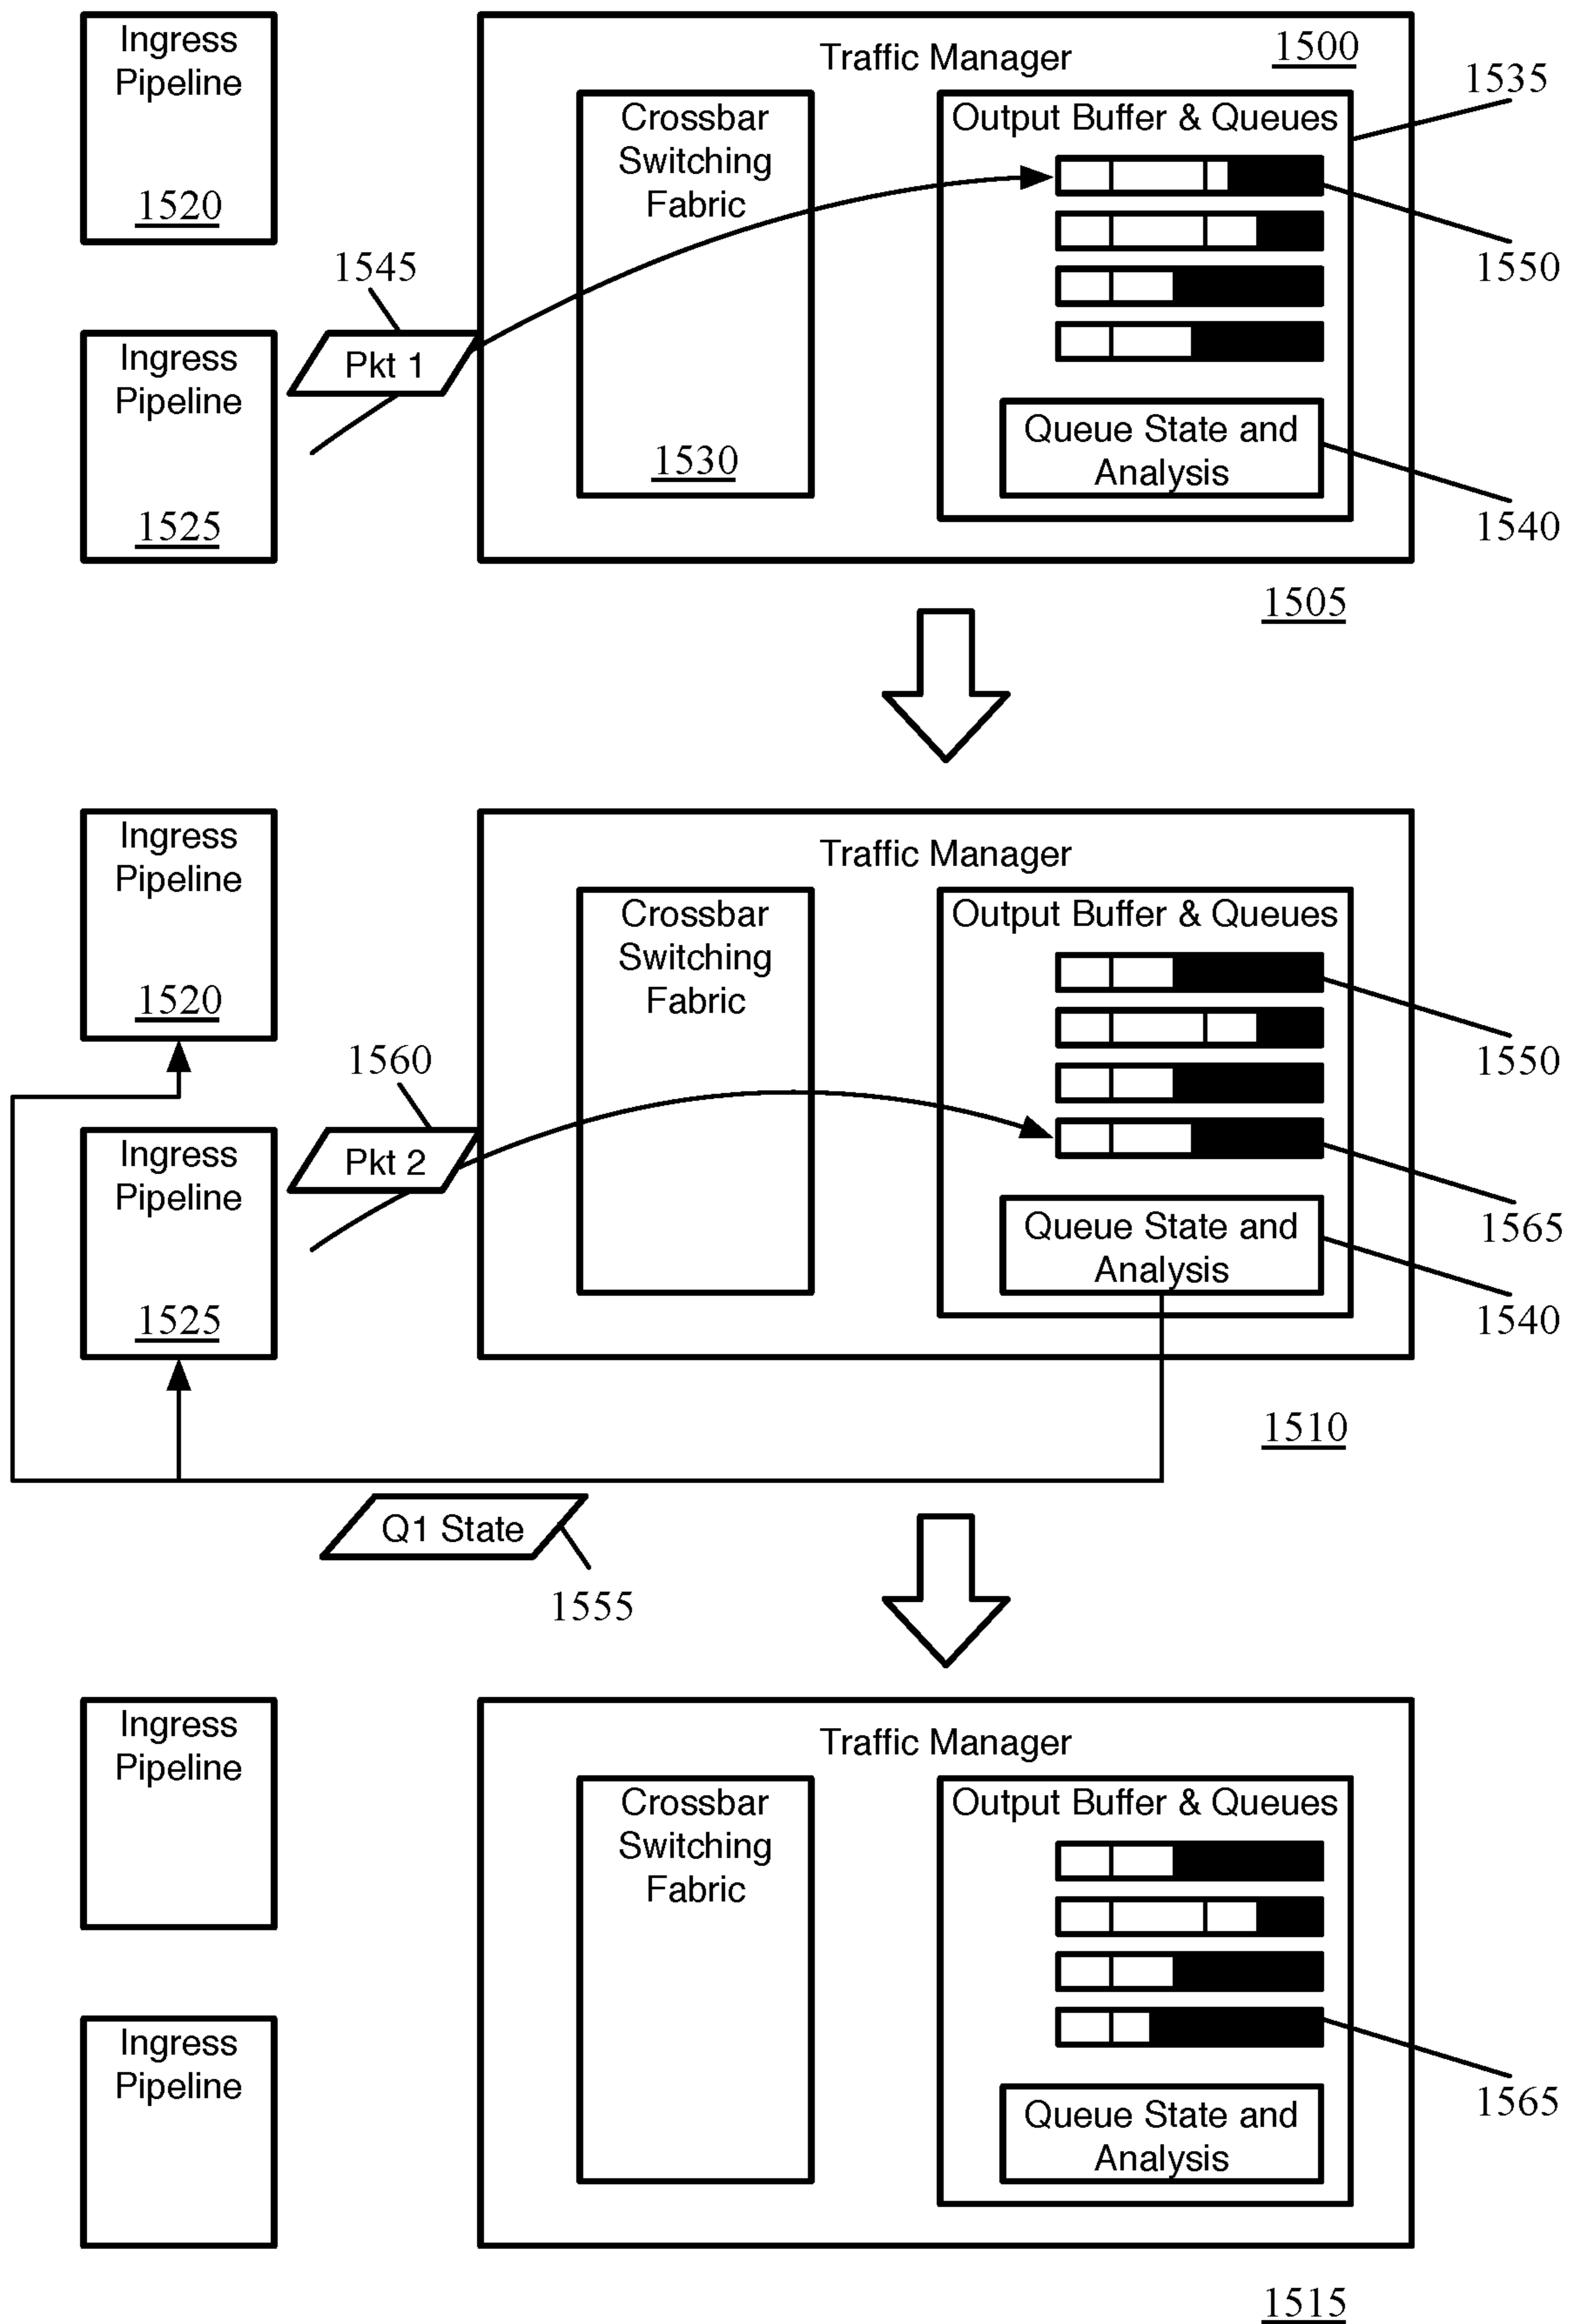 Ingress
Pipeline
1520
Traffic Manager
1500
Crossbar
Switching
Fabric
1530
Output Buffer & Queues
1535
1550
1545
Pkt 1
Ingress
Pipeline
1525
Queue State and
Analysis
1540
1505
Ingress
Pipeline
1520
Traffic Manager
Crossbar
Switching
Fabric
Output Buffer & Queues
1550
1560
Pkt 2
Ingress
Pipeline
1525
1565
Queue State and
Analysis
1540
1510
Q1 State
1555
Ingress
Pipeline
Traffic Manager
Crossbar
Switching
Fabric
Output Buffer & Queues
Ingress
Pipeline
1565
Queue State and
Analysis
1515